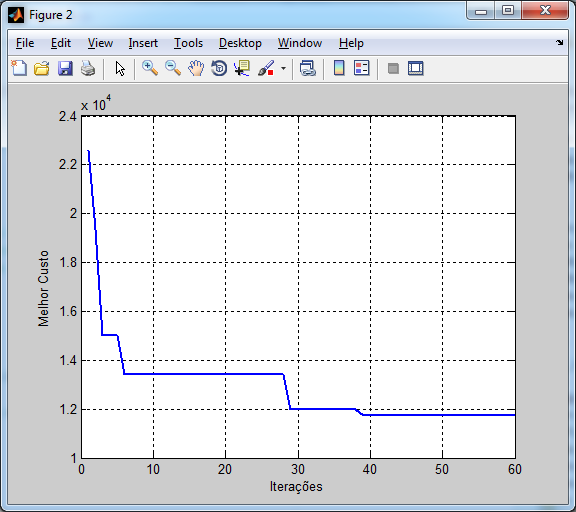 Figure 2
File Edit View Insert Tools Desktop Window Help
x 10^4
2.4
2.2
2
1.8
1.6
1.4
1.2
1
Melhor Custo
0 10 20 30 40 50 60
Iterações